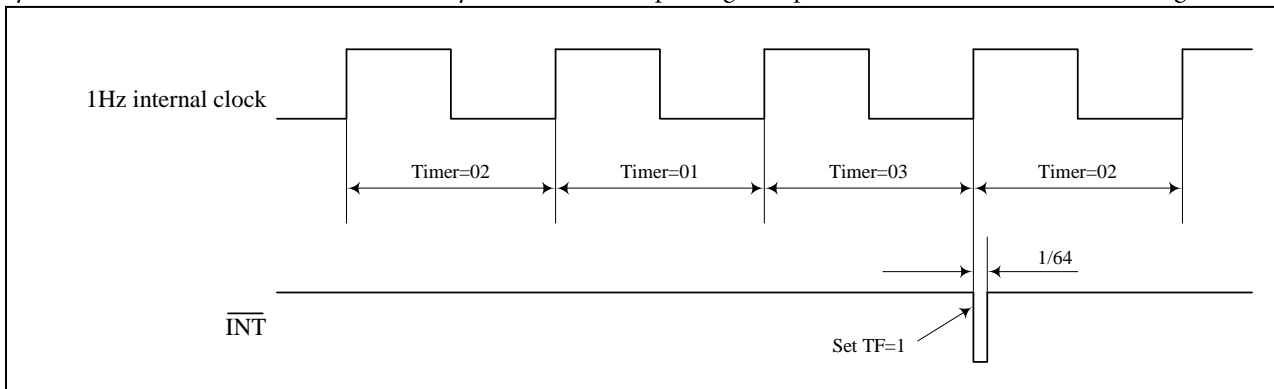 1Hz internal clock
Timer=02
Timer=01
Timer=03
Timer=02
1/64
INT
Set TF=1